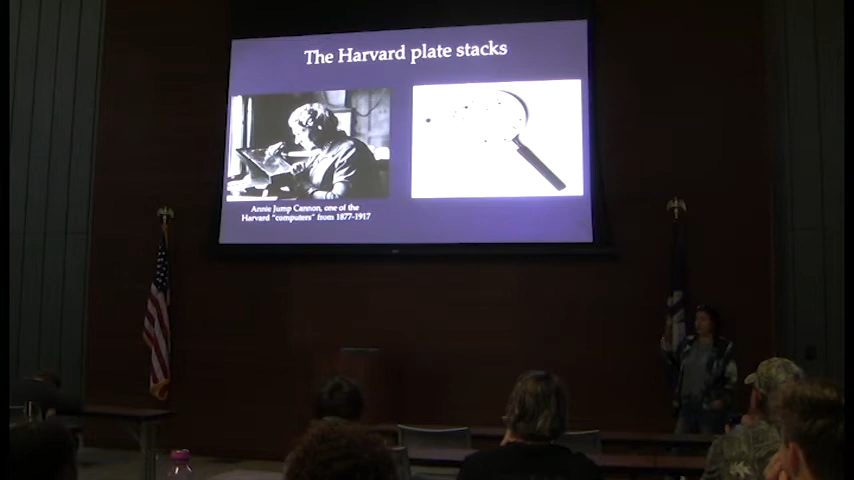 The Harvard plate stacks
Annie Jump Cannon, one of the
Harvard "computers" from 1877-1917